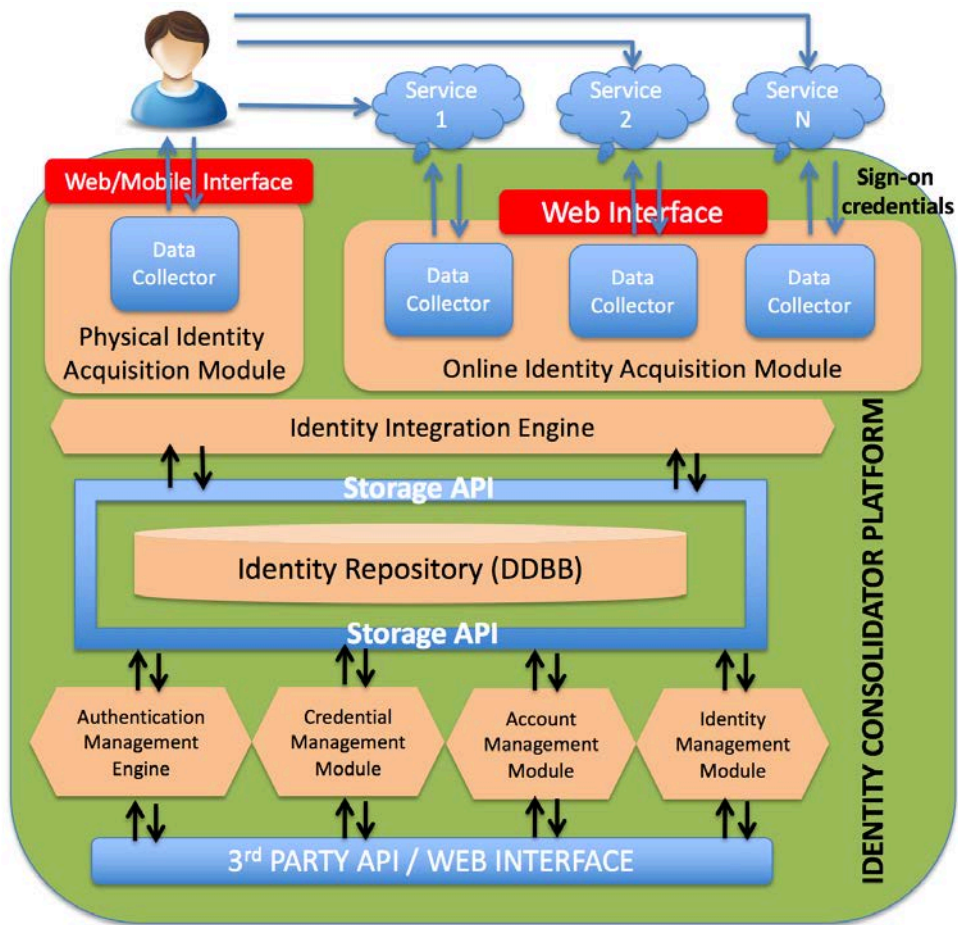 Service
1
Service
2
Service
N
Web/Mobile Interface
Web Interface
Sign-on
credentials
Data
Collector
Data
Collector
Data
Collector
Data
Collector
Physical Identity
Acquisition Module
Online Identity Acquisition Module
Identity Integration Engine
Storage API
Identity Repository (DDBB)
Storage API
Authentication
Management
Engine
Credential
Management
Module
Account
Management
Module
Identity
Management
Module
3rd PARTY API / WEB INTERFACE
IDENTITY CONSOLIDATOR PLATFORM